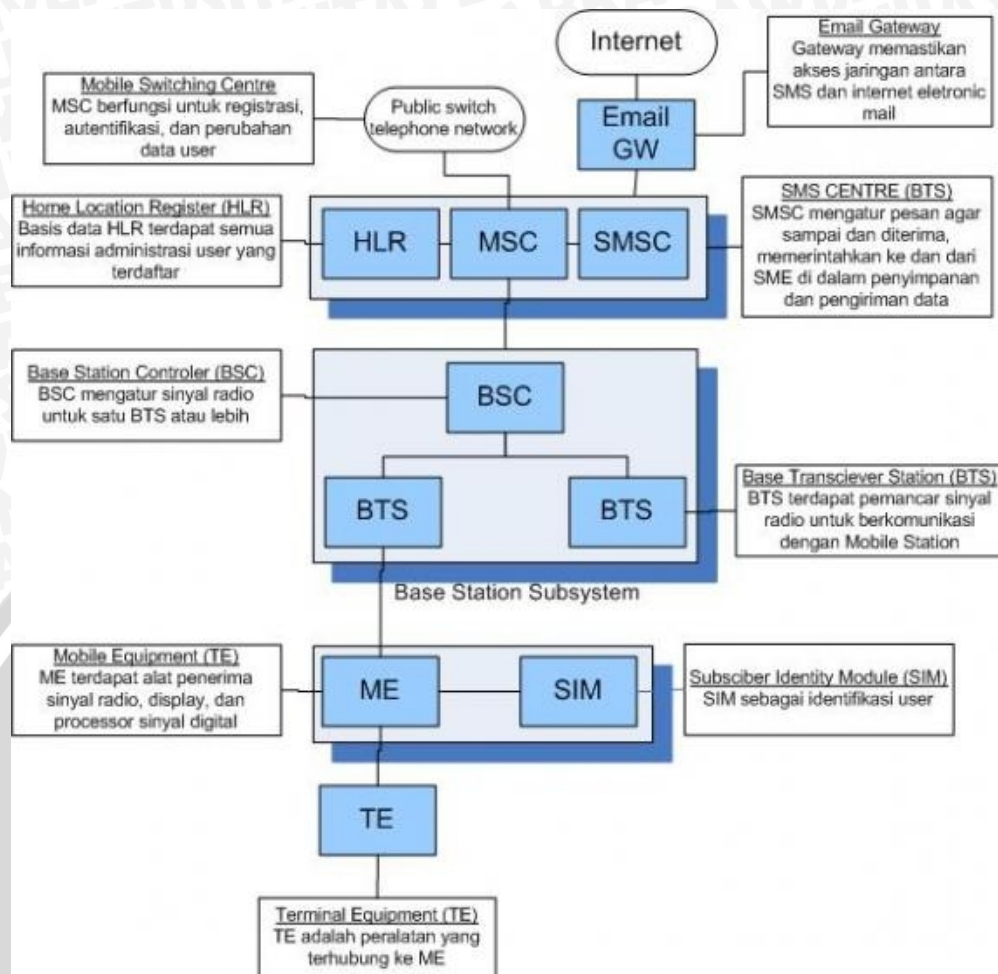 Internet
Email Gateway
Gateway memastikan
akses jaringan antara
SMS dan internet eletronic
mail
Mobile Switching Centre
MSC berfungsi untuk registrasi,
autentifikasi, dan perubahan
data user
Public switch
telephone network
Email
GW
Home Location Register (HLR)
Basis data HLR terdapat semua
informasi administrasi user yang
terdaftar
HLR
MSC
SMSC
SMS CENTRE (BTS)
SMSC mengatur pesan agar
sampai dan diterima,
memerintahkan ke dan dari
SME di dalam penyimpanan
dan pengiriman data
Base Station Controler (BSC)
BSC mengatur sinyal radio
untuk satu BTS atau lebih
BSC
BTS
BTS
Base Transciever Station (BTS)
BTS terdapat pemancar sinyal
radio untuk berkomunikasi
dengan Mobile Station
Base Station Subsystem
Mobile Equipment (TE)
ME terdapat alat penerima
sinyal radio, display, dan
processor sinyal digital
ME
SIM
Subsciber Identity Module (SIM)
SIM sebagai identifikasi user
TE
Terminal Equipment (TE)
TE adalah peralatan yang
terhubung ke ME